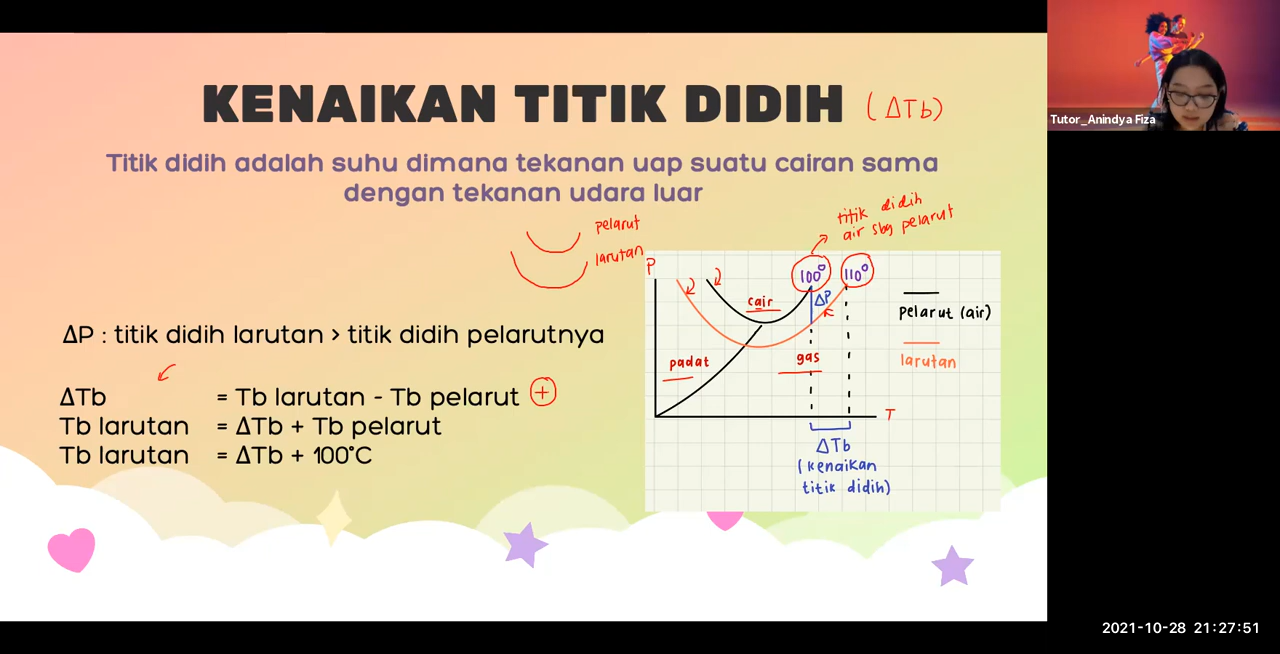 KENAIKAN TITIK DIDIH (ΔTb)
Titik didih adalah suhu dimana tekanan uap suatu cairan sama
dengan tekanan udara luar
pelarut
larutan
ΔP : titik didih larutan > titik didih pelarutnya
ΔTb = Tb larutan - Tb pelarut (+)
Tb larutan = ΔTb + Tb pelarut
Tb larutan = ΔTb + 100°C
titik didih
air sbg pelarut
P
100° 110°
cair ΔP
padat gas
T
ΔTb
(kenaikan
titik didih)
pelarut (air)
larutan
Tutor_Anindya Fiza
2021-10-28 21:27:51